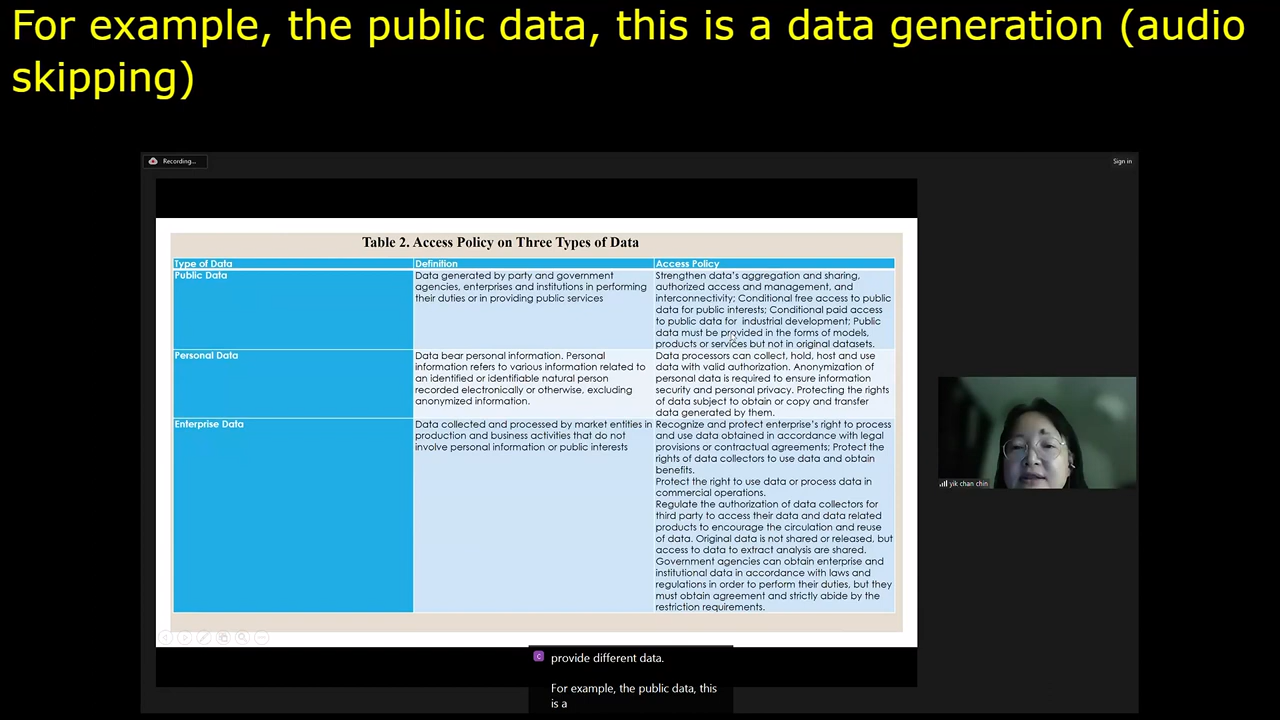 For example, the public data, this is a data generation (audio
skipping)
Recording...
Sign in
Table 2. Access Policy on Three Types of Data
Type of Data
Definition
Access Policy
Public Data
Data generated by party and government
agencies, enterprises and institutions in performing
their duties or in providing public services
Strengthen data's aggregation and sharing,
authorized access and management, and
interconnectivity; Conditional free access to public
data for public interests; Conditional paid access
to public data for industrial development; Public
data must be provided in the forms of models,
products or services but not in original datasets.
Personal Data
Data bear personal information. Personal
information refers to various information related to
an identified or identifiable natural person
recorded electronically or otherwise, excluding
anonymized information.
Data processors can collect, hold, host and use
data with valid authorization. Anonymization of
personal data is required to ensure information
security and personal privacy. Protecting the rights
of data subject to obtain or copy and transfer
data generated by them.
Enterprise Data
Data collected and processed by market entities in
production and business activities that do not
involve personal information or public interests
Recognize and protect enterprise's right to process
and use data obtained in accordance with legal
provisions or contractual agreements; Protect the
rights of data collectors to use data and obtain
benefits.
Protect the right to use data or process data in
commercial operations.
Regulate the authorization of data collectors for
third party to access their data and data related
products to encourage the circulation and reuse
of data. Original data is not shared or released, but
access to data to extract analysis are shared.
Government agencies can obtain enterprise and
institutional data in accordance with laws and
regulations in order to perform their duties, but they
must obtain agreement and strictly abide by the
restriction requirements.
yik chan chin
C
provide different data.
For example, the public data, this
is a